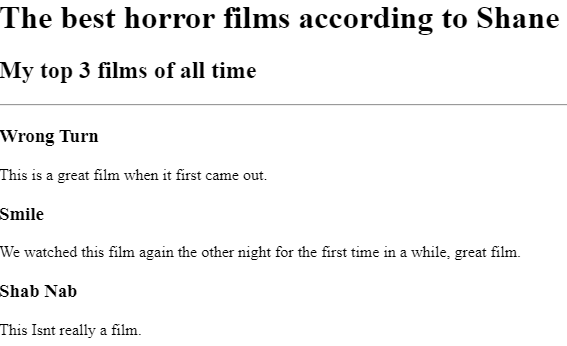 The best horror films according to Shane
My top 3 films of all time
Wrong Turn
This is a great film when it first came out.
Smile
We watched this film again the other night for the first time in a while, great film.
Shab Nab
This Isnt really a film.